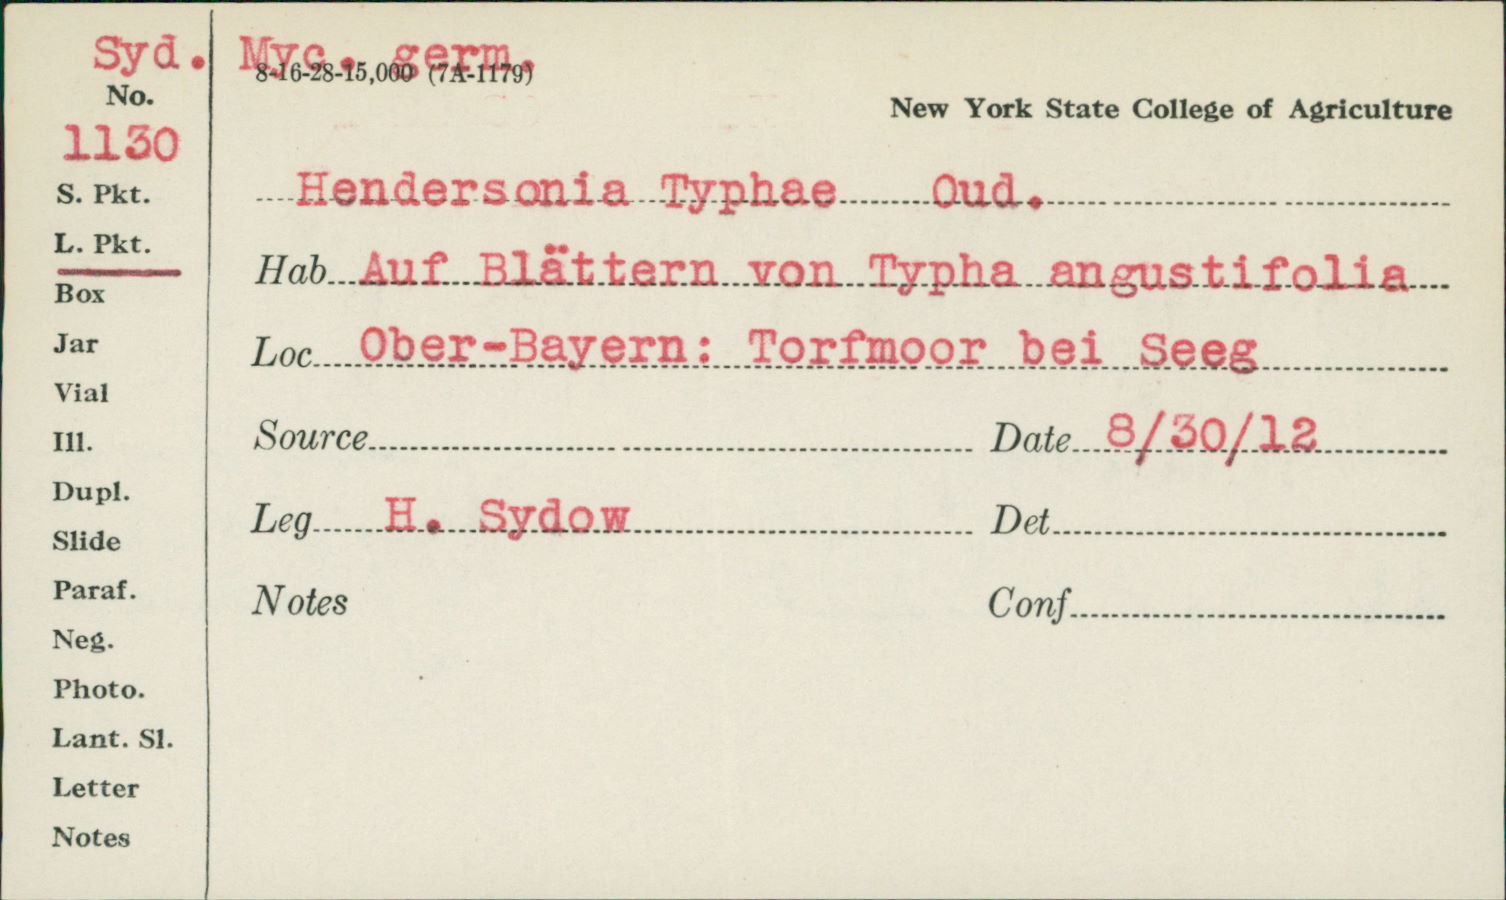 Syd. Myc. germ.
8-16-28-15,000 (7A-1179)
No.
New York State College of Agriculture
1130
S. Pkt.
Hendersonia Typhae Oud.
L. Pkt.
Hab Auf Blättern von Typha angustifolia
Box
Jar
Loc Ober-Bayern: Torfmoor bei Seeg
Vial
Ill.
Source Date 8/30/12
Dupl.
Leg H. Sydow Det
Slide
Paraf.
Notes Conf
Neg.
Photo.
Lant. Sl.
Letter
Notes